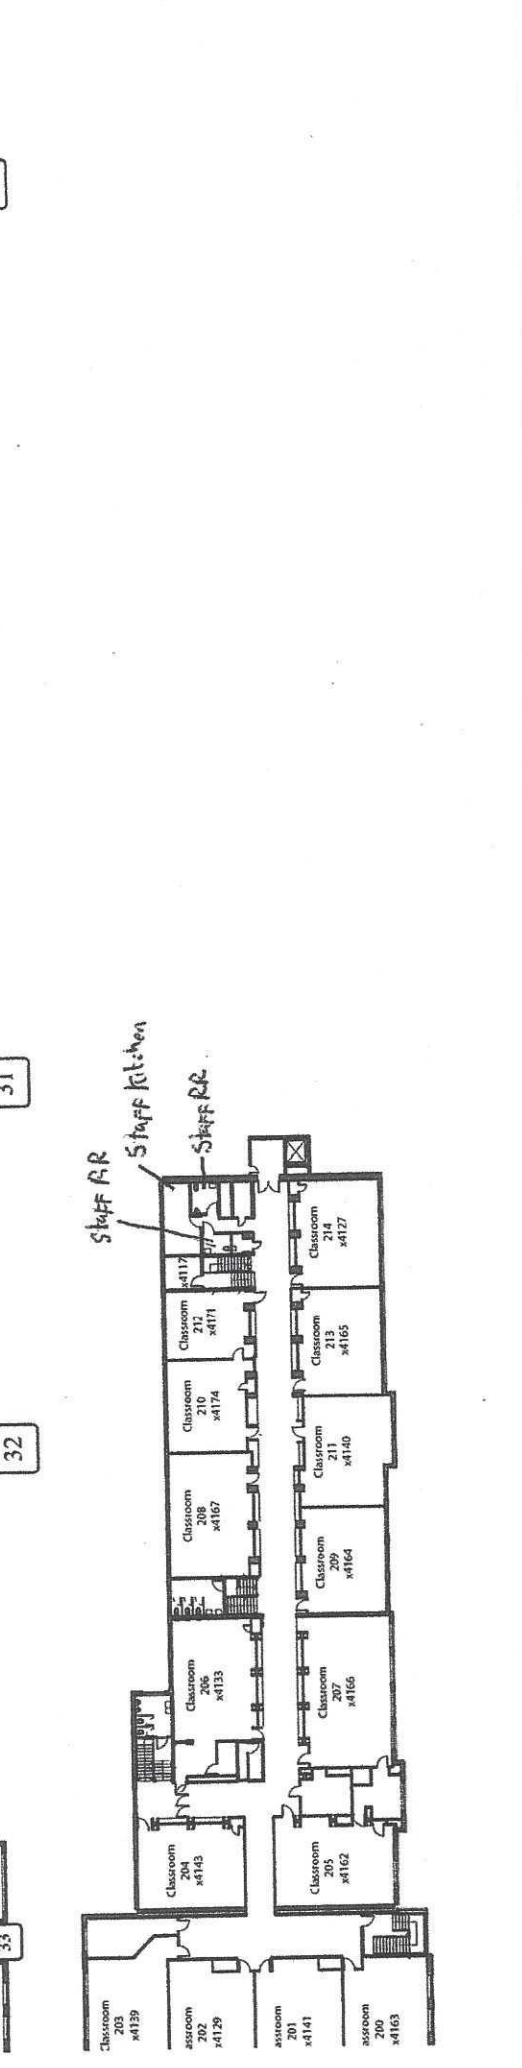 31
32
33
Staff RR
Staff Kitchen
Staff RR
x4117
Classroom
212
x4171
Classroom
210
x4174
Classroom
208
x4167
Classroom
206
x4133
Classroom
204
x4143
Classroom
214
x4127
Classroom
213
x4165
Classroom
211
x4140
Classroom
209
x4164
Classroom
207
x4166
Classroom
205
x4162
Classroom
203
x4139
assroom
202
x4129
assroom
201
x4141
assroom
200
x4163